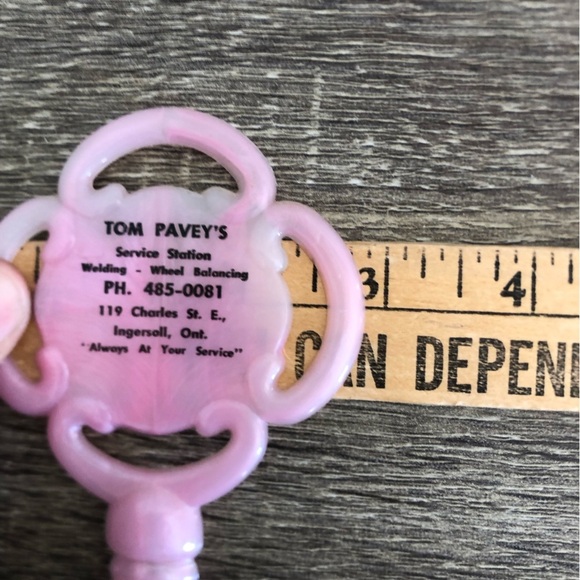 TOM PAVEY'S
Service Station
Welding - Wheel Balancing
PH. 485-0081
119 Charles St. E.,
Ingersoll, Ont.
"Always At Your Service"
3 4
CAN DEPEN